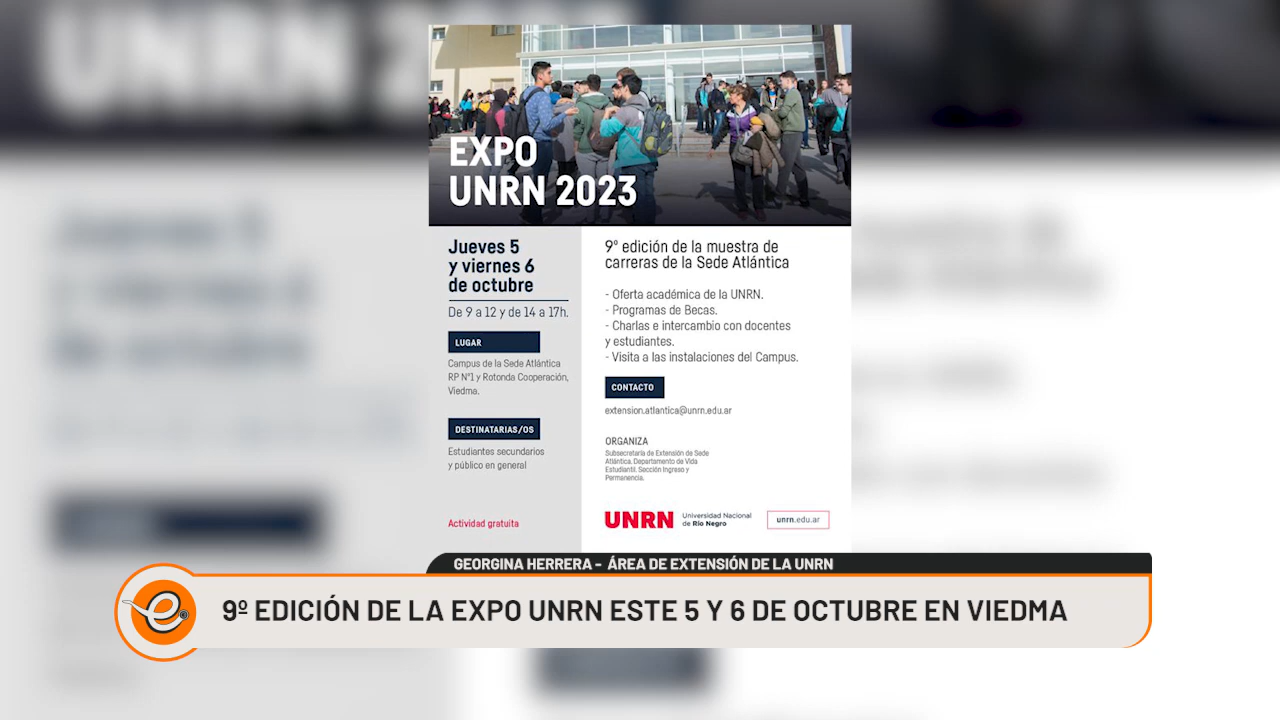 EXPO
UNRN 2023
Jueves 5
y viernes 6
de octubre
De 9 a 12 y de 14 a 17h.
LUGAR
Campus de la Sede Atlántica
RP N°1 y Rotonda Cooperación,
Viedma.
DESTINATARIAS/OS
Estudiantes secundarios
y público en general
Actividad gratuita
9° edición de la muestra de
carreras de la Sede Atlántica
- Oferta académica de la UNRN.
- Programas de Becas.
- Charlas e intercambio con docentes
y estudiantes.
- Visita a las instalaciones del Campus.
CONTACTO
extension.atlantica@unrn.edu.ar
ORGANIZA
Subsecretaría de Extensión de Sede
Atlántica. Departamento de Vida
Estudiantil. Sección Ingreso y
Permanencia.
UNRN
Universidad Nacional
de Río Negro
unrn.edu.ar
GEORGINA HERRERA - ÁREA DE EXTENSIÓN DE LA UNRN
e
9º EDICIÓN DE LA EXPO UNRN ESTE 5 Y 6 DE OCTUBRE EN VIEDMA